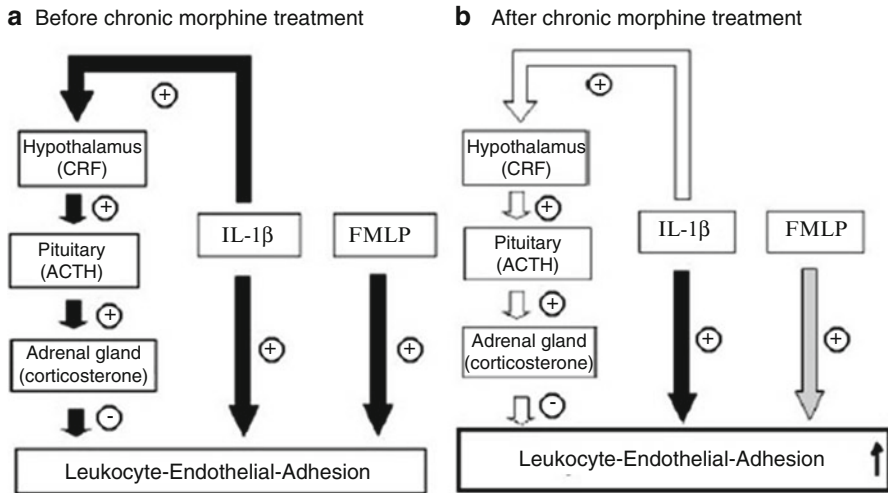 a Before chronic morphine treatment
+
Hypothalamus
(CRF)
+
Pituitary
(ACTH)
+
Adrenal gland
(corticosterone)
-
IL-1β
+
FMLP
+
Leukocyte-Endothelial-Adhesion
b After chronic morphine treatment
+
Hypothalamus
(CRF)
+
Pituitary
(ACTH)
+
Adrenal gland
(corticosterone)
-
IL-1β
+
FMLP
+
Leukocyte-Endothelial-Adhesion